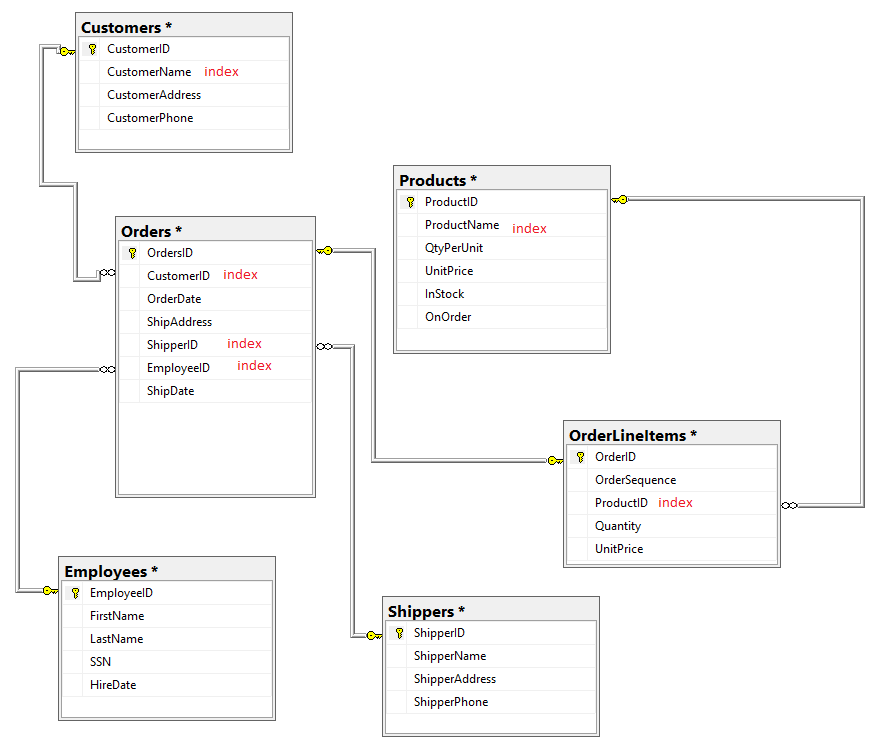 Customers *
CustomerID
CustomerName index
CustomerAddress
CustomerPhone
Products *
ProductID
ProductName index
QtyPerUnit
UnitPrice
InStock
OnOrder
Orders *
OrdersID
CustomerID index
OrderDate
ShipAddress
ShipperID index
EmployeeID index
ShipDate
OrderLineItems *
OrderID
OrderSequence
ProductID index
Quantity
UnitPrice
Employees *
EmployeeID
FirstName
LastName
SSN
HireDate
Shippers *
ShipperID
ShipperName
ShipperAddress
ShipperPhone